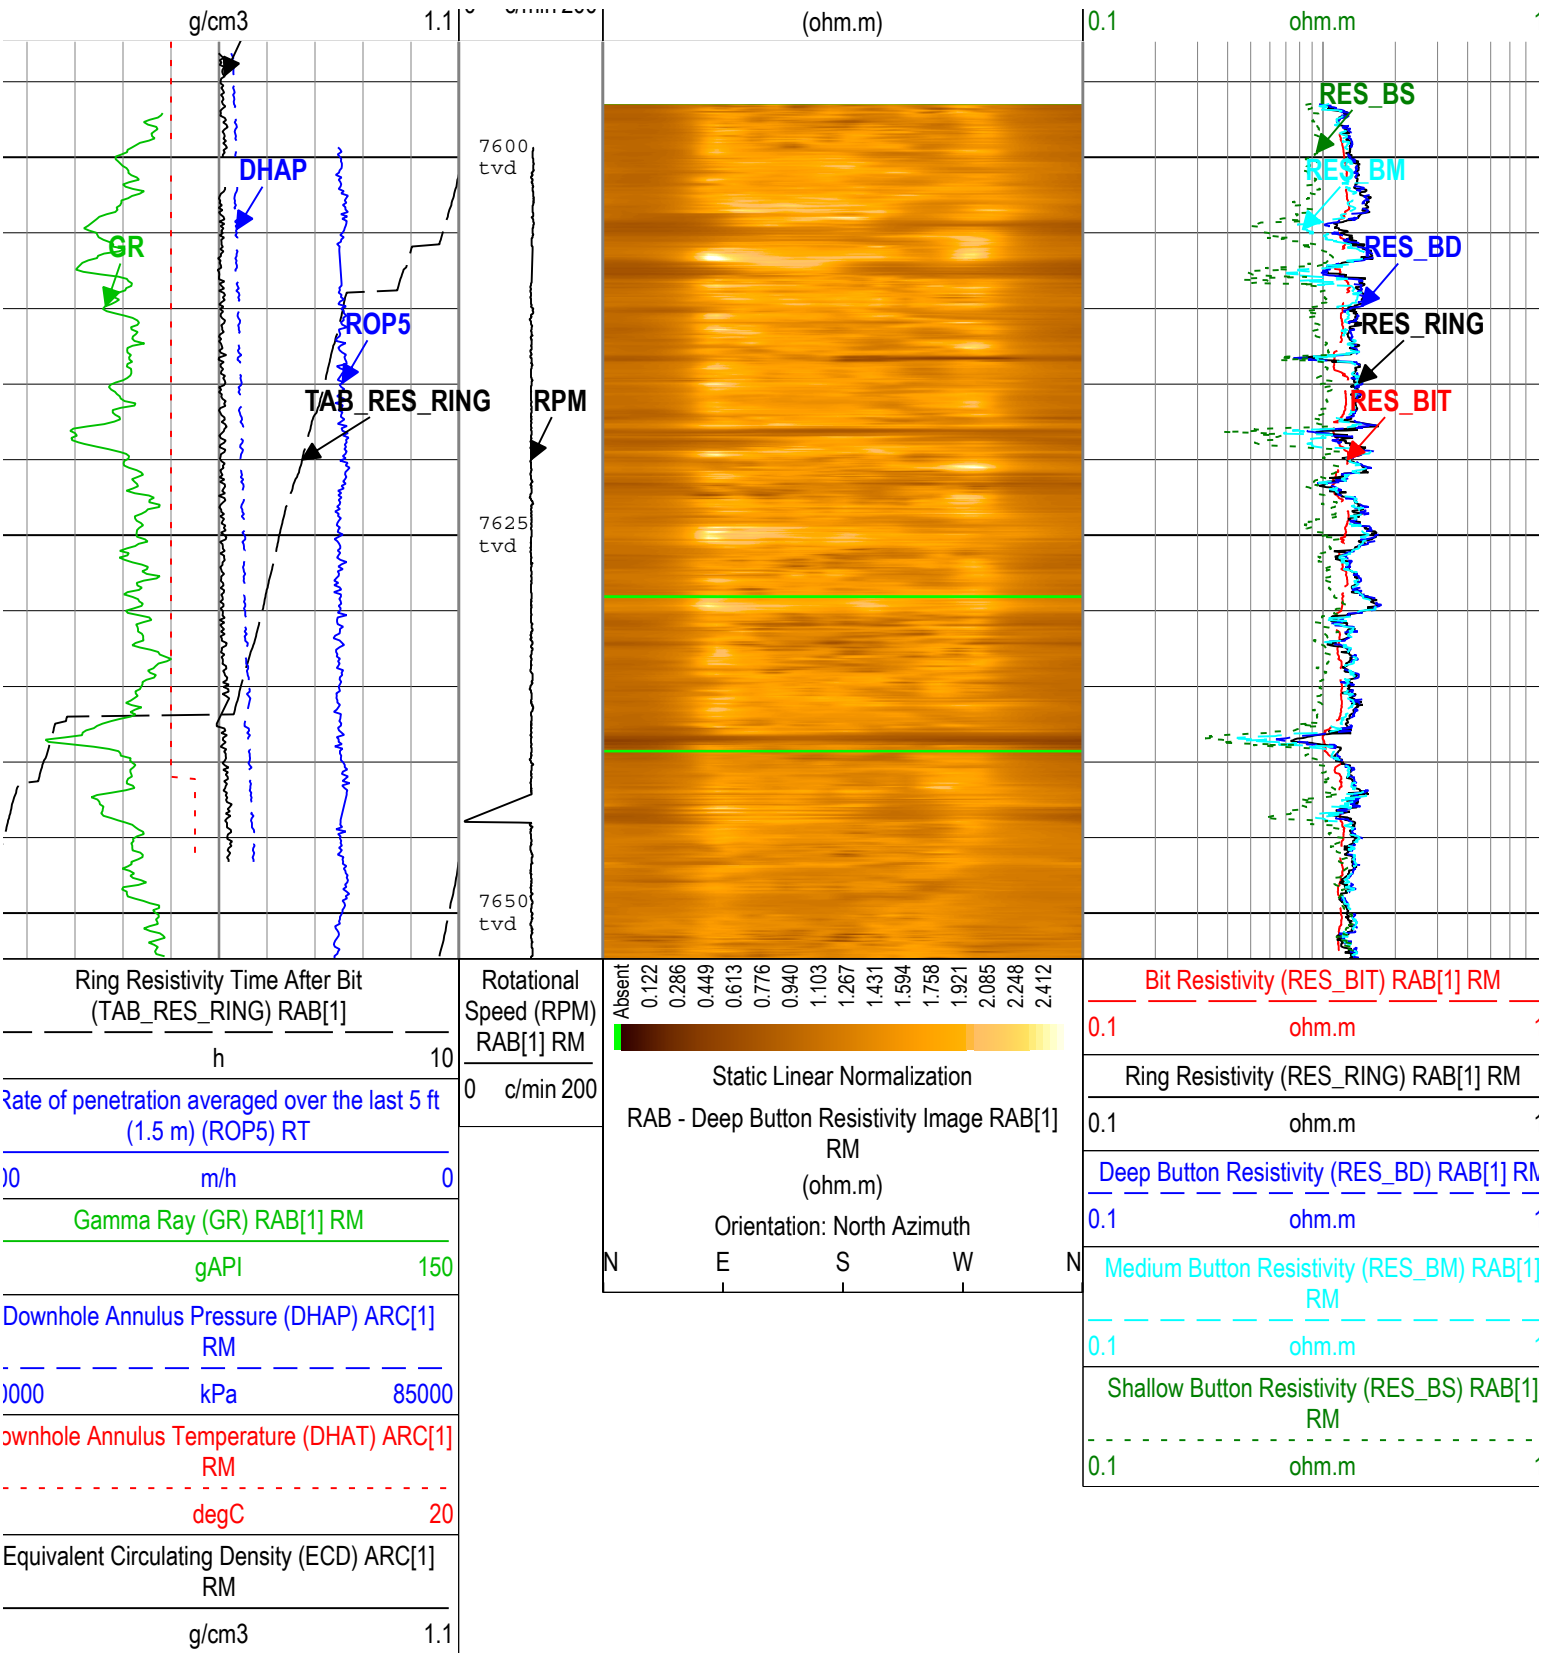 g/cm3 1.1
(ohm.m)
0.1 ohm.m
RES_BS
7600
tvd
DHAP
RES_BM
GR
RES_BD
ROP5
RES_RING
TAB_RES_RING
RPM
RES_BIT
7625
tvd
7650
tvd
Ring Resistivity Time After Bit
(TAB_RES_RING) RAB[1]
h 10
Rate of penetration averaged over the last 5 ft
(1.5 m) (ROP5) RT
m/h 0
Gamma Ray (GR) RAB[1] RM
gAPI 150
Downhole Annulus Pressure (DHAP) ARC[1]
RM
kPa 85000
ownhole Annulus Temperature (DHAT) ARC[1]
RM
degC 20
Equivalent Circulating Density (ECD) ARC[1]
RM
g/cm3 1.1
Rotational
Speed (RPM)
RAB[1] RM
0 c/min 200
Absent 0.122 0.286 0.449 0.613 0.776 0.940 1.103 1.267 1.431 1.594 1.758 1.921 2.085 2.248 2.412
Static Linear Normalization
RAB - Deep Button Resistivity Image RAB[1]
RM
(ohm.m)
Orientation: North Azimuth
N E S W N
Bit Resistivity (RES_BIT) RAB[1] RM
0.1 ohm.m
Ring Resistivity (RES_RING) RAB[1] RM
0.1 ohm.m
Deep Button Resistivity (RES_BD) RAB[1] RM
0.1 ohm.m
Medium Button Resistivity (RES_BM) RAB[1]
RM
0.1 ohm.m
Shallow Button Resistivity (RES_BS) RAB[1]
RM
0.1 ohm.m